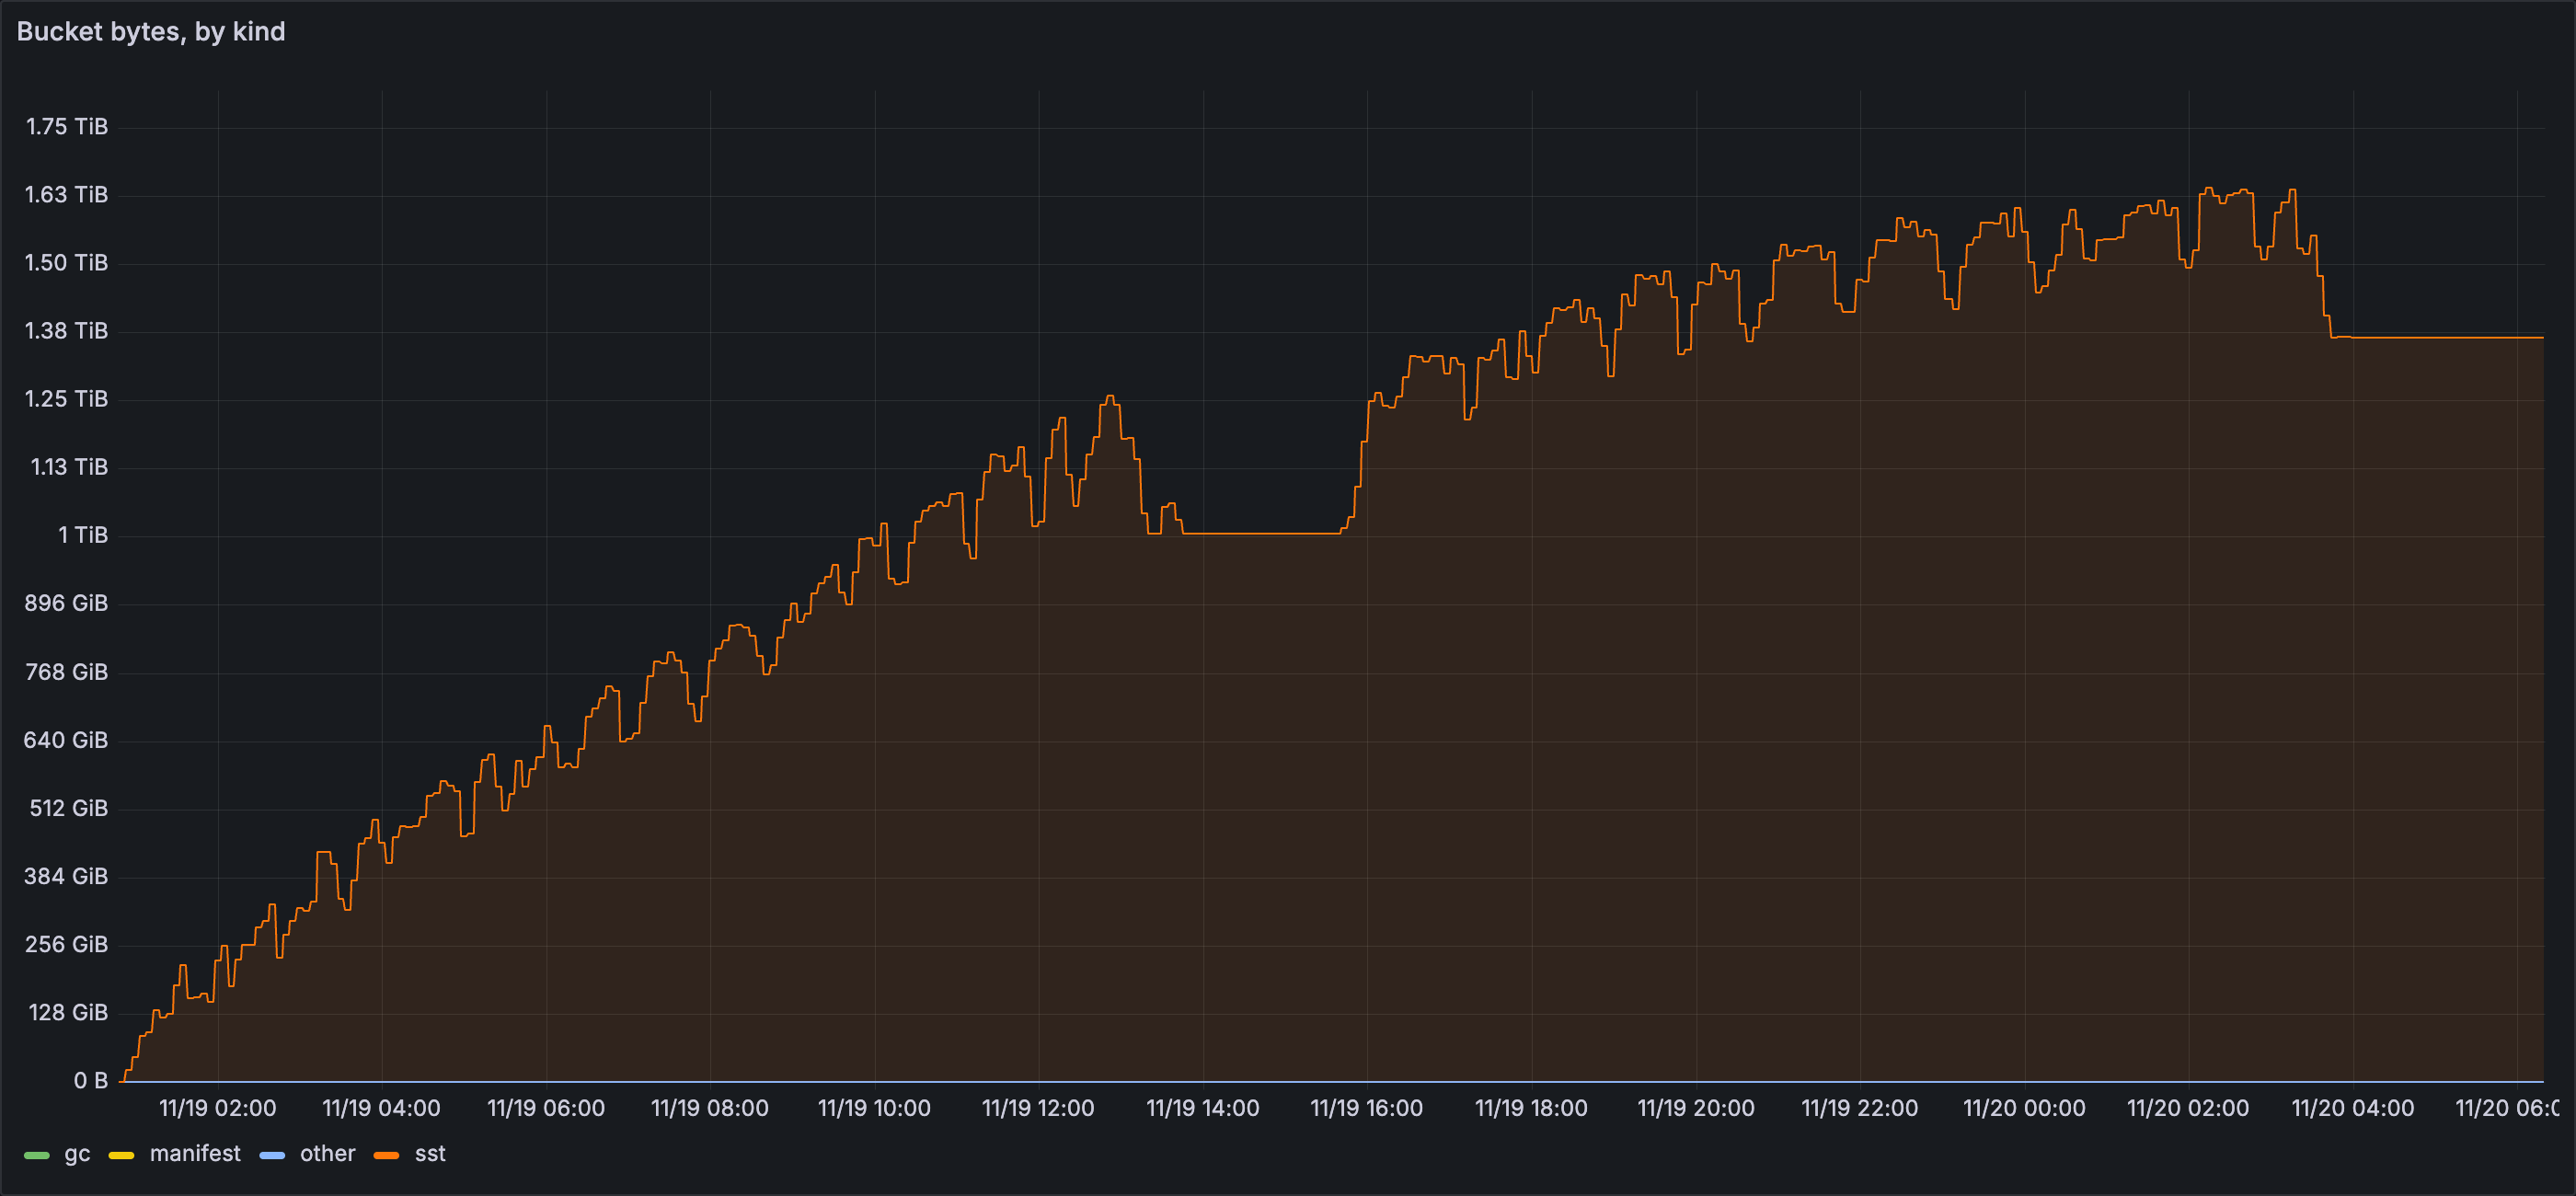 Bucket bytes, by kind
1.75 TiB
1.63 TiB
1.50 TiB
1.38 TiB
1.25 TiB
1.13 TiB
1 TiB
896 GiB
768 GiB
640 GiB
512 GiB
384 GiB
256 GiB
128 GiB
0 B
11/19 02:00 11/19 04:00 11/19 06:00 11/19 08:00 11/19 10:00 11/19 12:00 11/19 14:00 11/19 16:00 11/19 18:00 11/19 20:00 11/19 22:00 11/20 00:00 11/20 02:00 11/20 04:00 11/20 06:0
gc manifest other sst